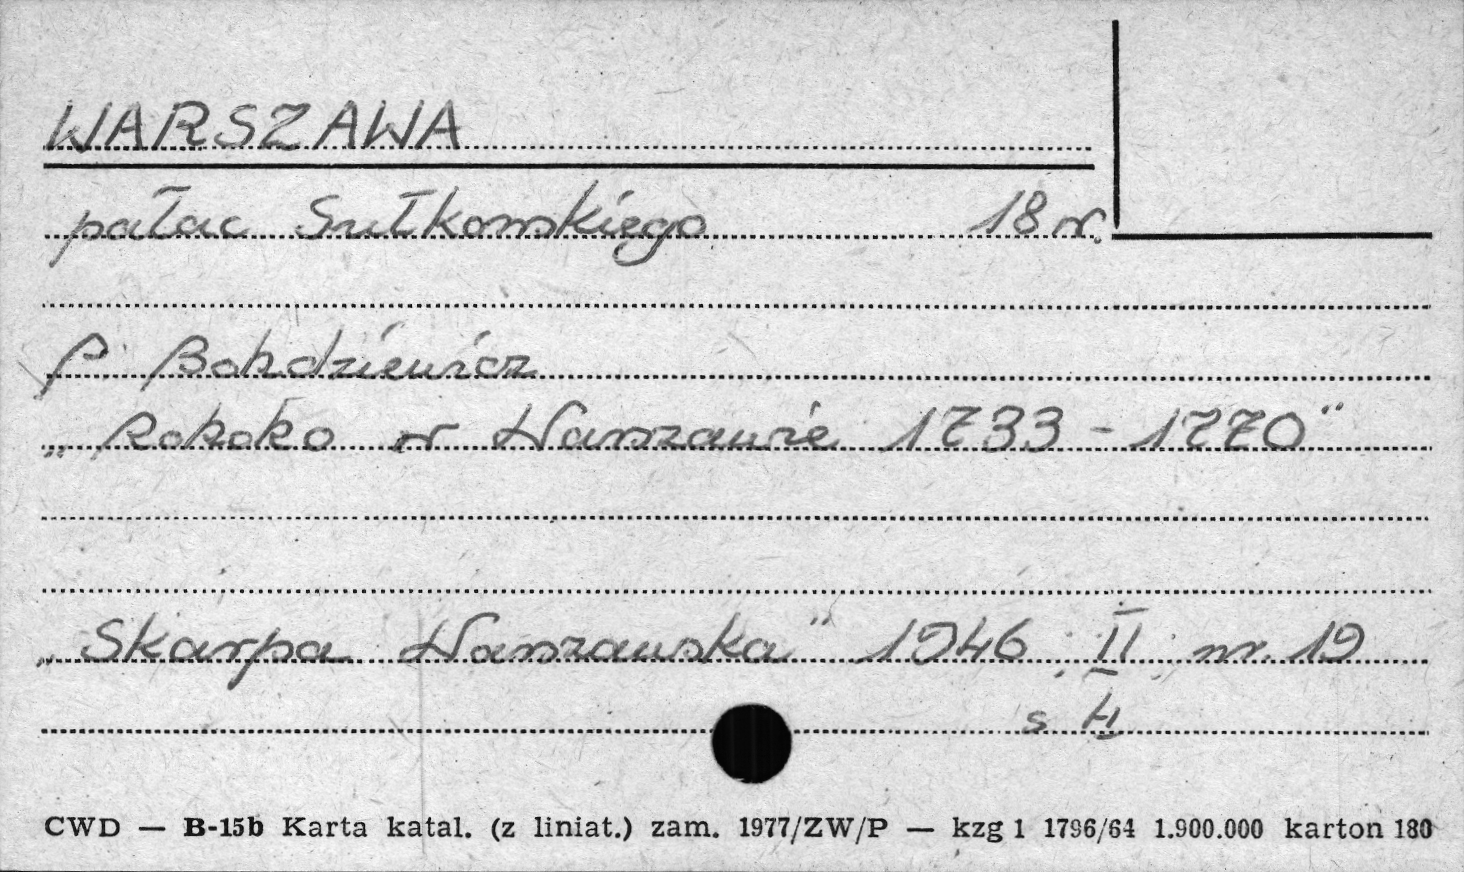 WARSZAWA
pałac Sułkowskiego 18 w.
P. Bohdziewicz
„Rokoko w Warszawie 1733 - 1770"
„Skarpa Warszawska" 1946 II nr. 19
s 4
CWD — B-15b Karta katal. (z liniat.) zam. 1977/ZW/P — kzg 1 1796/64 1.900.000 karton 180